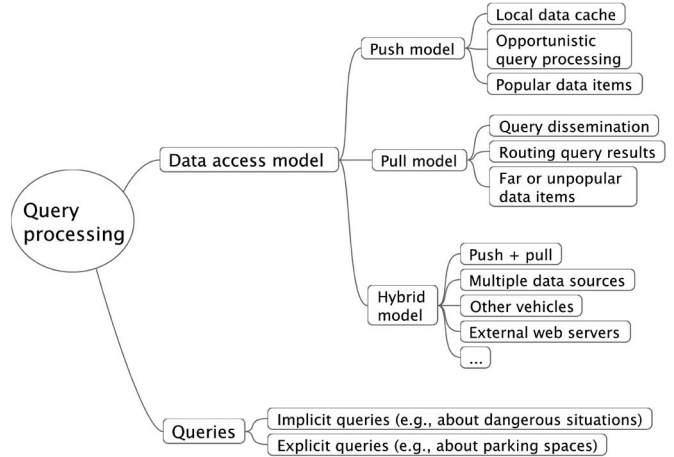 Query
processing
Data access model
Push model
Local data cache
Opportunistic
query processing
Popular data items
Pull model
Query dissemination
Routing query results
Far or unpopular
data items
Hybrid
model
Push + pull
Multiple data sources
Other vehicles
External web servers
...
Queries
Implicit queries (e.g., about dangerous situations)
Explicit queries (e.g., about parking spaces)